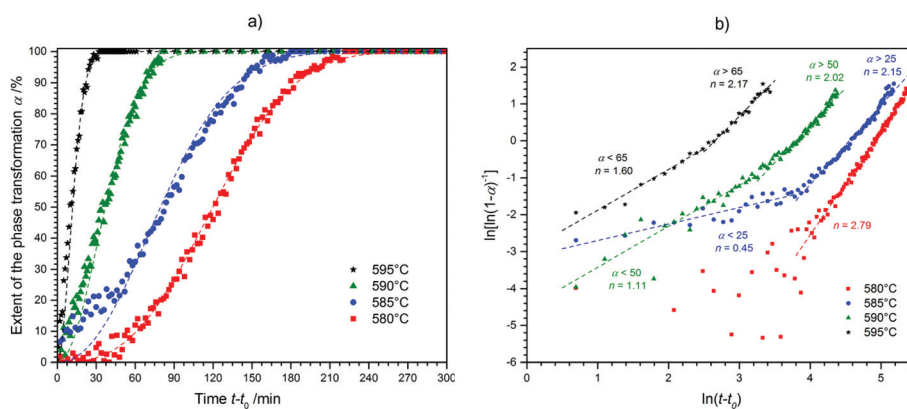 a)
Extent of the phase transformation α /%
100
90
80
70
60
50
40
30
20
10
0
595°C
590°C
585°C
580°C
0 30 60 90 120 150 180 210 240 270 300
Time t-t0 /min
b)
ln[ln(1-α)⁻¹]
2
1
0
-1
-2
-3
-4
-5
-6
α > 65
n = 2.17
α > 50
n = 2.02
α > 25
n = 2.15
α < 65
n = 1.60
α < 25
n = 0.45
n = 2.79
α < 50
n = 1.11
580°C
585°C
590°C
595°C
0 1 2 3 4 5
ln(t-t0)